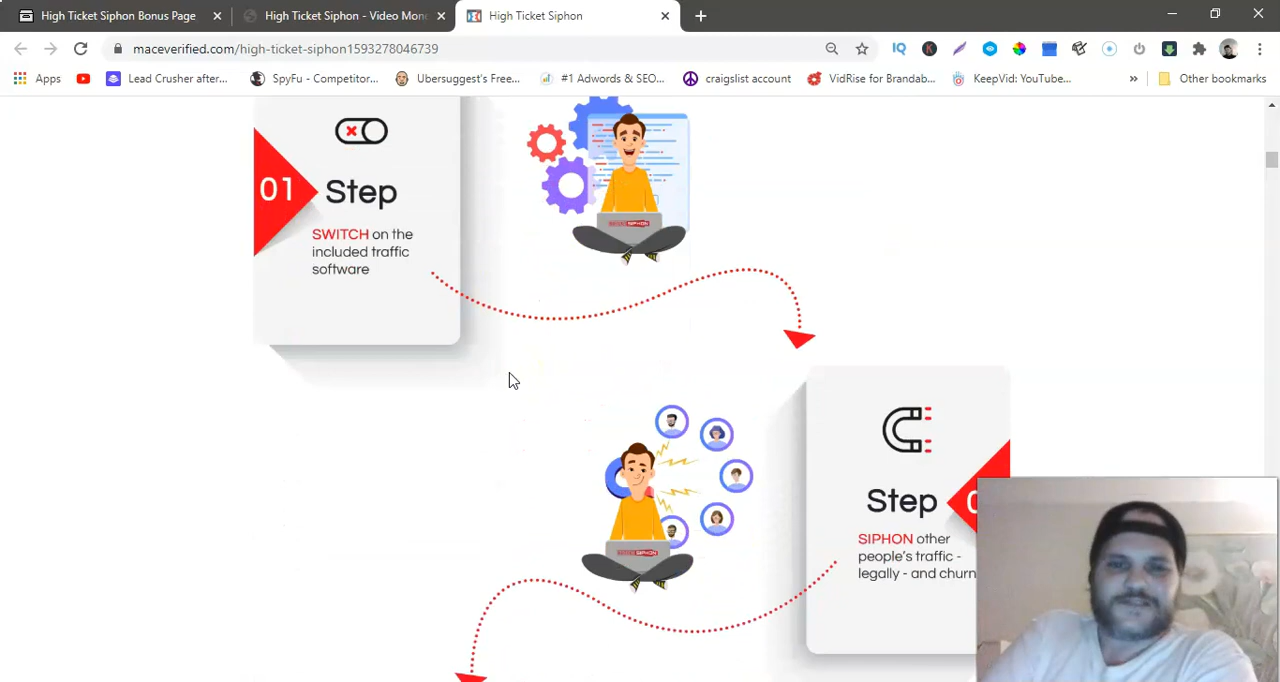 High Ticket Siphon Bonus Page
High Ticket Siphon - Video Mone
High Ticket Siphon
maceverified.com/high-ticket-siphon1593278046739
IQ
K
Apps
Lead Crusher after...
SpyFu - Competitor...
Ubersuggest's Free...
#1 Adwords & SEO...
craigslist account
VidRise for Brandab...
KeepVid: YouTube...
Other bookmarks
01
Step
SWITCH on the
included traffic
software
Step
SIPHON other
people's traffic -
legally - and churn